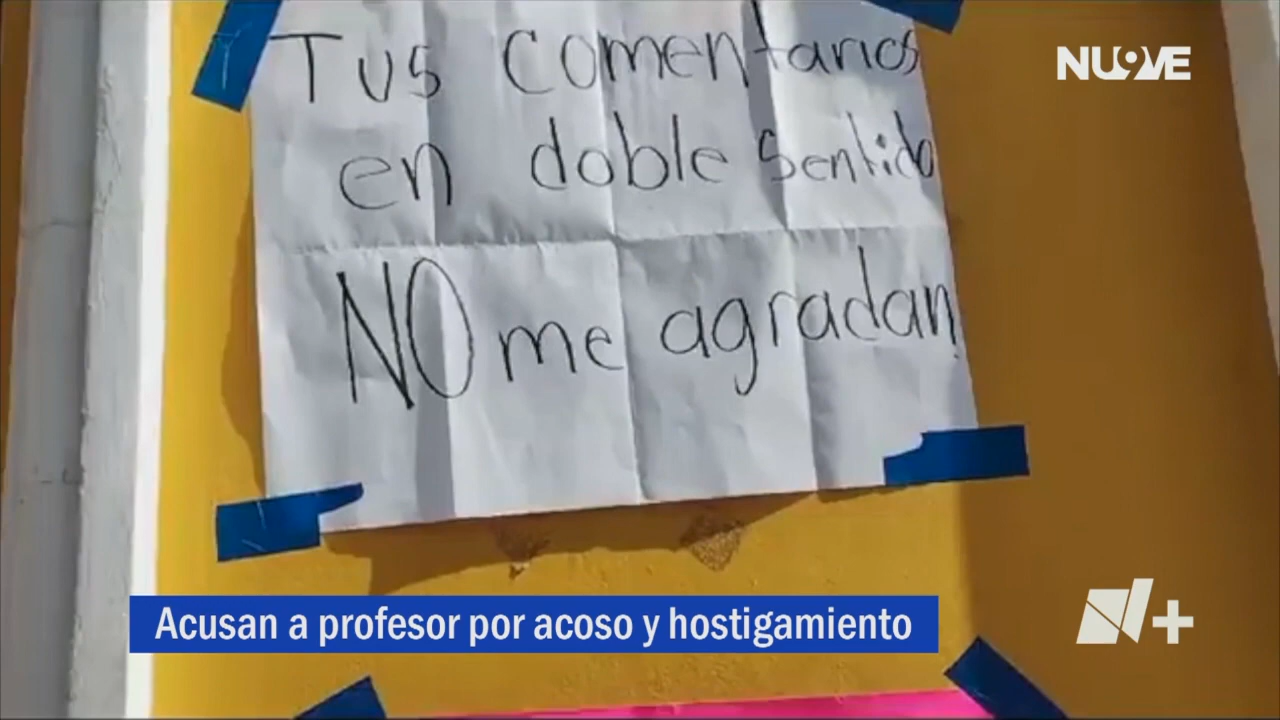 NU9VE
Tus comentarios
en doble sentido
NO me agradan
Acusan a profesor por acoso y hostigamiento
N+